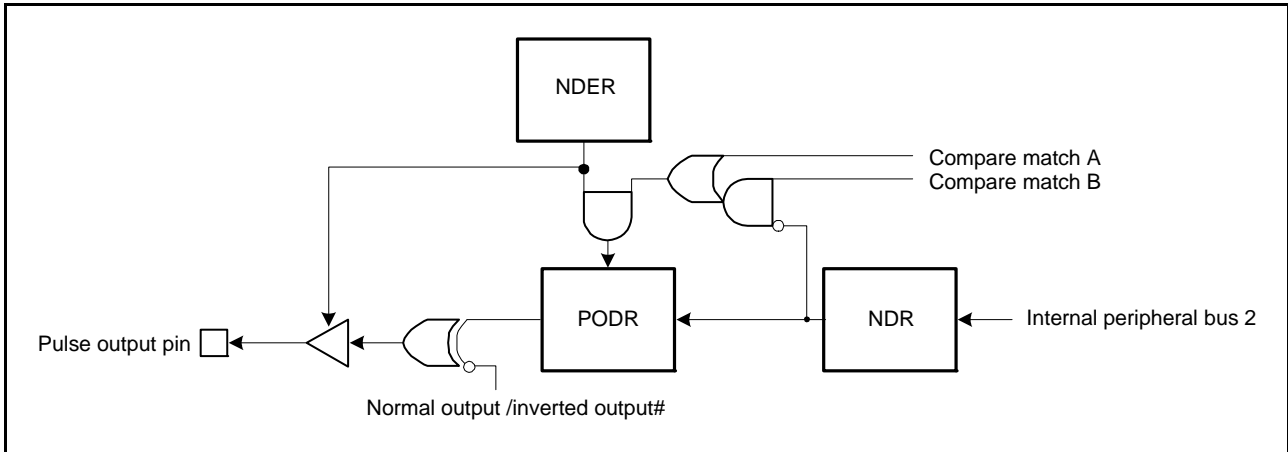 NDER
Compare match A
Compare match B
PODR
NDR
Internal peripheral bus 2
Pulse output pin
Normal output /inverted output#